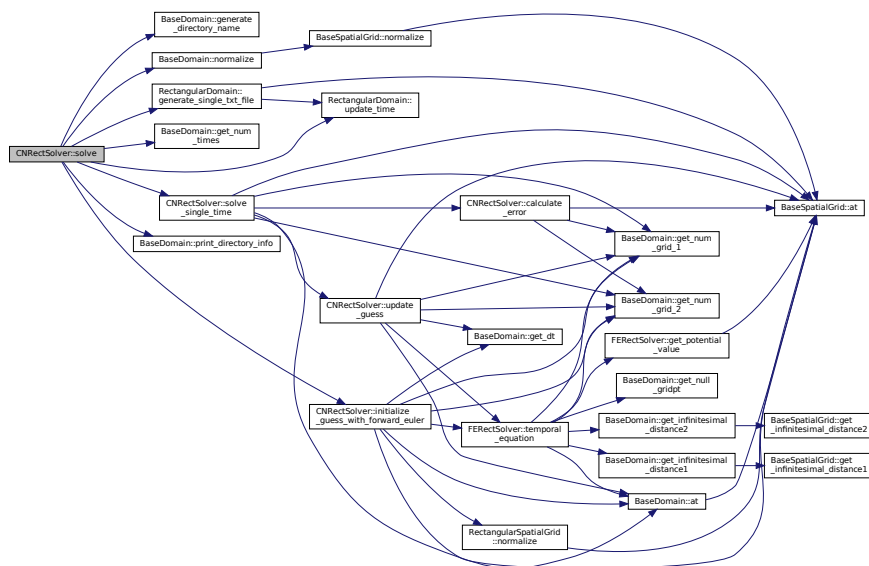 BaseDomain::generate
_directory_name
BaseDomain::normalize
BaseSpatialGrid::normalize
RectangularDomain::
generate_single_txt_file
RectangularDomain::
update_time
BaseDomain::get_num
_times
CNRectSolver::solve
CNRectSolver::solve
_single_time
CNRectSolver::calculate
_error
BaseSpatialGrid::at
BaseDomain::print_directory_info
BaseDomain::get_num
_grid_1
CNRectSolver::update
_guess
BaseDomain::get_num
_grid_2
BaseDomain::get_dt
FERectSolver::get_potential
_value
BaseDomain::get_null
_gridpt
CNRectSolver::initialize
_guess_with_forward_euler
FERectSolver::temporal
_equation
BaseDomain::get_infinitesimal
_distance2
BaseSpatialGrid::get
_infinitesimal_distance2
BaseDomain::get_infinitesimal
_distance1
BaseSpatialGrid::get
_infinitesimal_distance1
BaseDomain::at
RectangularSpatialGrid
::normalize